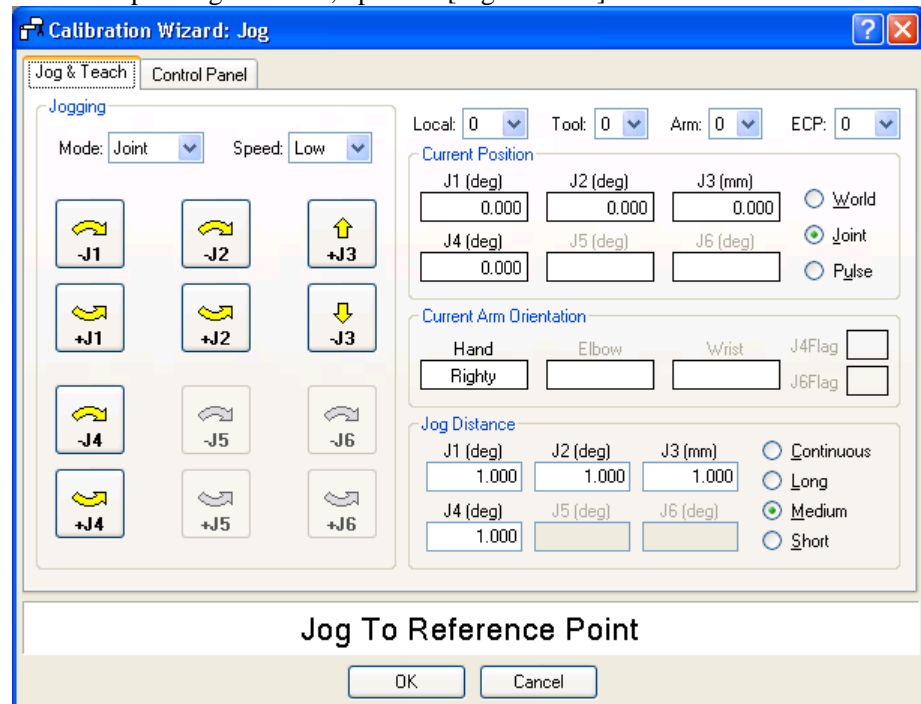 Calibration Wizard: Jog
Jog & Teach Control Panel
Jogging
Mode: Joint Speed: Low
-J1 -J2 +J3
+J1 +J2 -J3
-J4 -J5 -J6
+J4 +J5 +J6
Local: 0 Tool: 0 Arm: 0 ECP: 0
Current Position
J1 (deg) J2 (deg) J3 (mm)
0.000 0.000 0.000
J4 (deg) J5 (deg) J6 (deg)
0.000
World
Joint
Pulse
Current Arm Orientation
Hand Elbow Wrist J4Flag
Righty J6Flag
Jog Distance
J1 (deg) J2 (deg) J3 (mm)
1.000 1.000 1.000
J4 (deg) J5 (deg) J6 (deg)
1.000
Continuous
Long
Medium
Short
Jog To Reference Point
OK Cancel